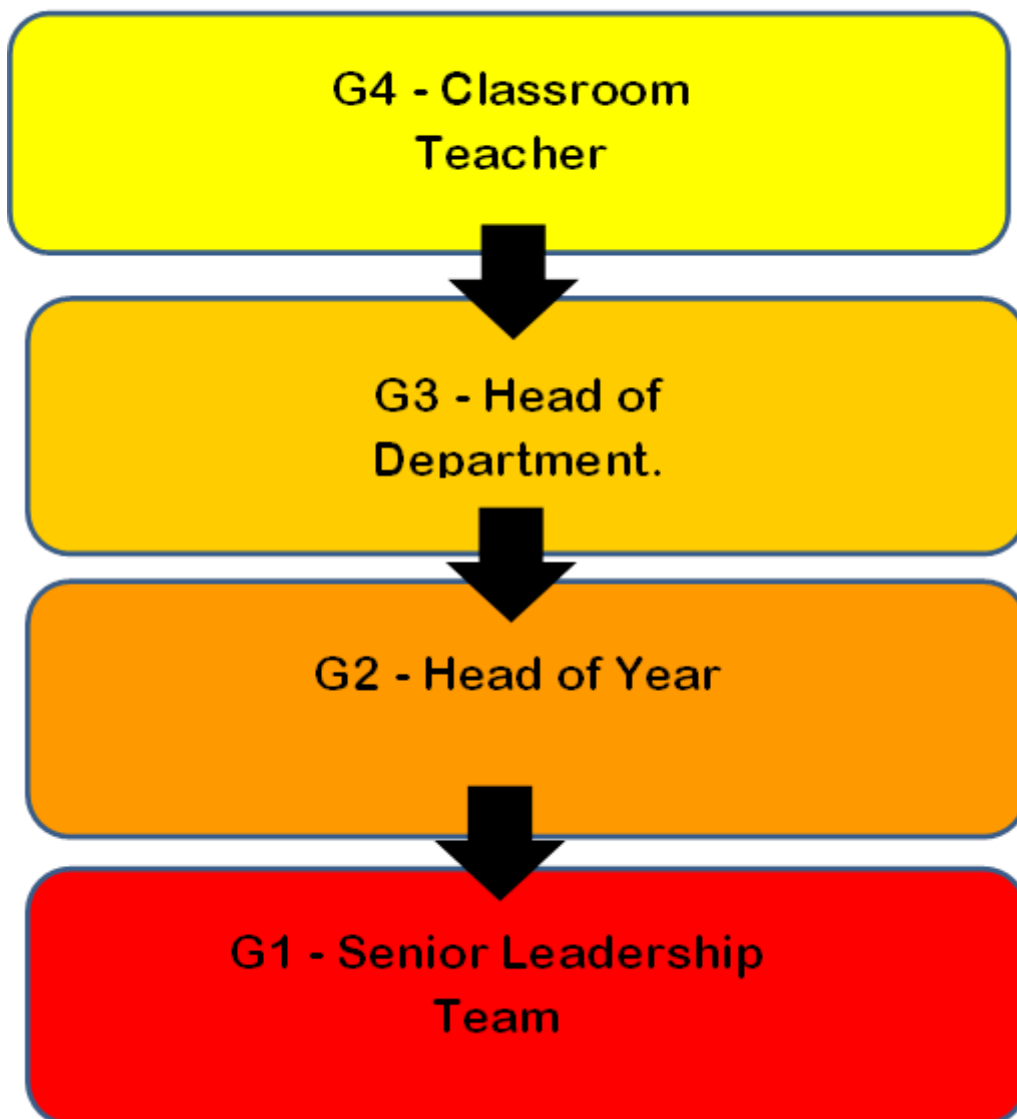 G4 - Classroom
Teacher
G3 - Head of
Department.
G2 - Head of Year
G1 - Senior Leadership
Team